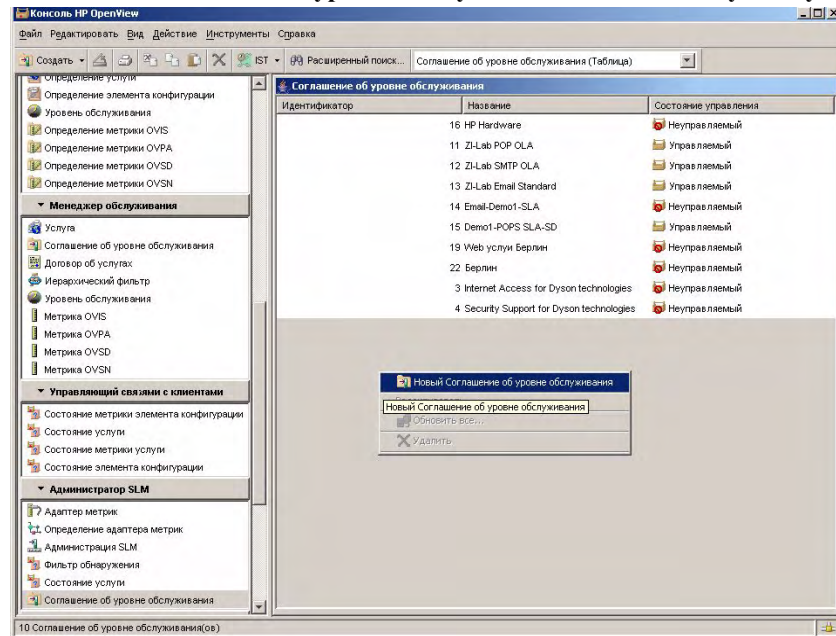 Консоль HP OpenView
Файл Редактировать Вид Действие Инструменты Справка
Создать IST Расширенный поиск... Соглашение об уровне обслуживания (Таблица)
Определение услуги
Определение элемента конфигурации
Уровень обслуживания
Определение метрики OVIS
Определение метрики OVPA
Определение метрики OVSD
Определение метрики OVSN
Менеджер обслуживания
Услуга
Соглашение об уровне обслуживания
Договор об услугах
Иерархический фильтр
Уровень обслуживания
Метрика OVIS
Метрика OVPA
Метрика OVSD
Метрика OVSN
Управляющий связями с клиентами
Состояние метрики элемента конфигурации
Состояние услуги
Состояние метрики услуги
Состояние элемента конфигурации
Администратор SLM
Адаптер метрик
Определение адаптера метрик
Администрация SLM
Фильтр обнаружения
Состояние услуги
Соглашение об уровне обслуживания
Соглашение об уровне обслуживания
Идентификатор Название Состояние управления
16 HP Hardware Неуправляемый
11 ZI-Lab POP OLA Управляемый
12 ZI-Lab SMTP OLA Управляемый
13 ZI-Lab Email Standard Управляемый
14 Email-Demo1-SLA Неуправляемый
15 Demo1-POPS SLA-SD Управляемый
19 Web услуи Берлин Неуправляемый
22 Берлин Неуправляемый
3 Internet Access for Dyson technologies Неуправляемый
4 Security Support for Dyson technologies Неуправляемый
Новый Соглашение об уровне обслуживания
Новый Соглашение об уровне обслуживания
Обновить все...
Удалить
10 Соглашение об уровне обслуживания(ов)